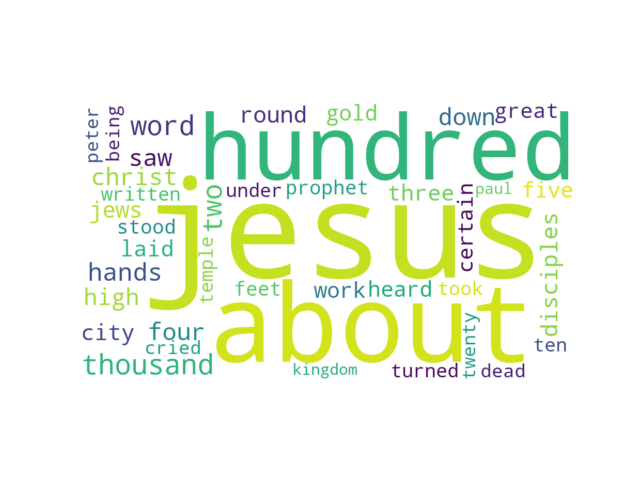 peter
being
word
round
gold
down
great
hundred
saw
christ
written
jews
two
under
prophet
three
certain
paul
five
stood
laid
jesus
hands
temple
disciples
high
feet
work
heard
took
about
city
four
cried
thousand
twenty
ten
kingdom
turned
dead